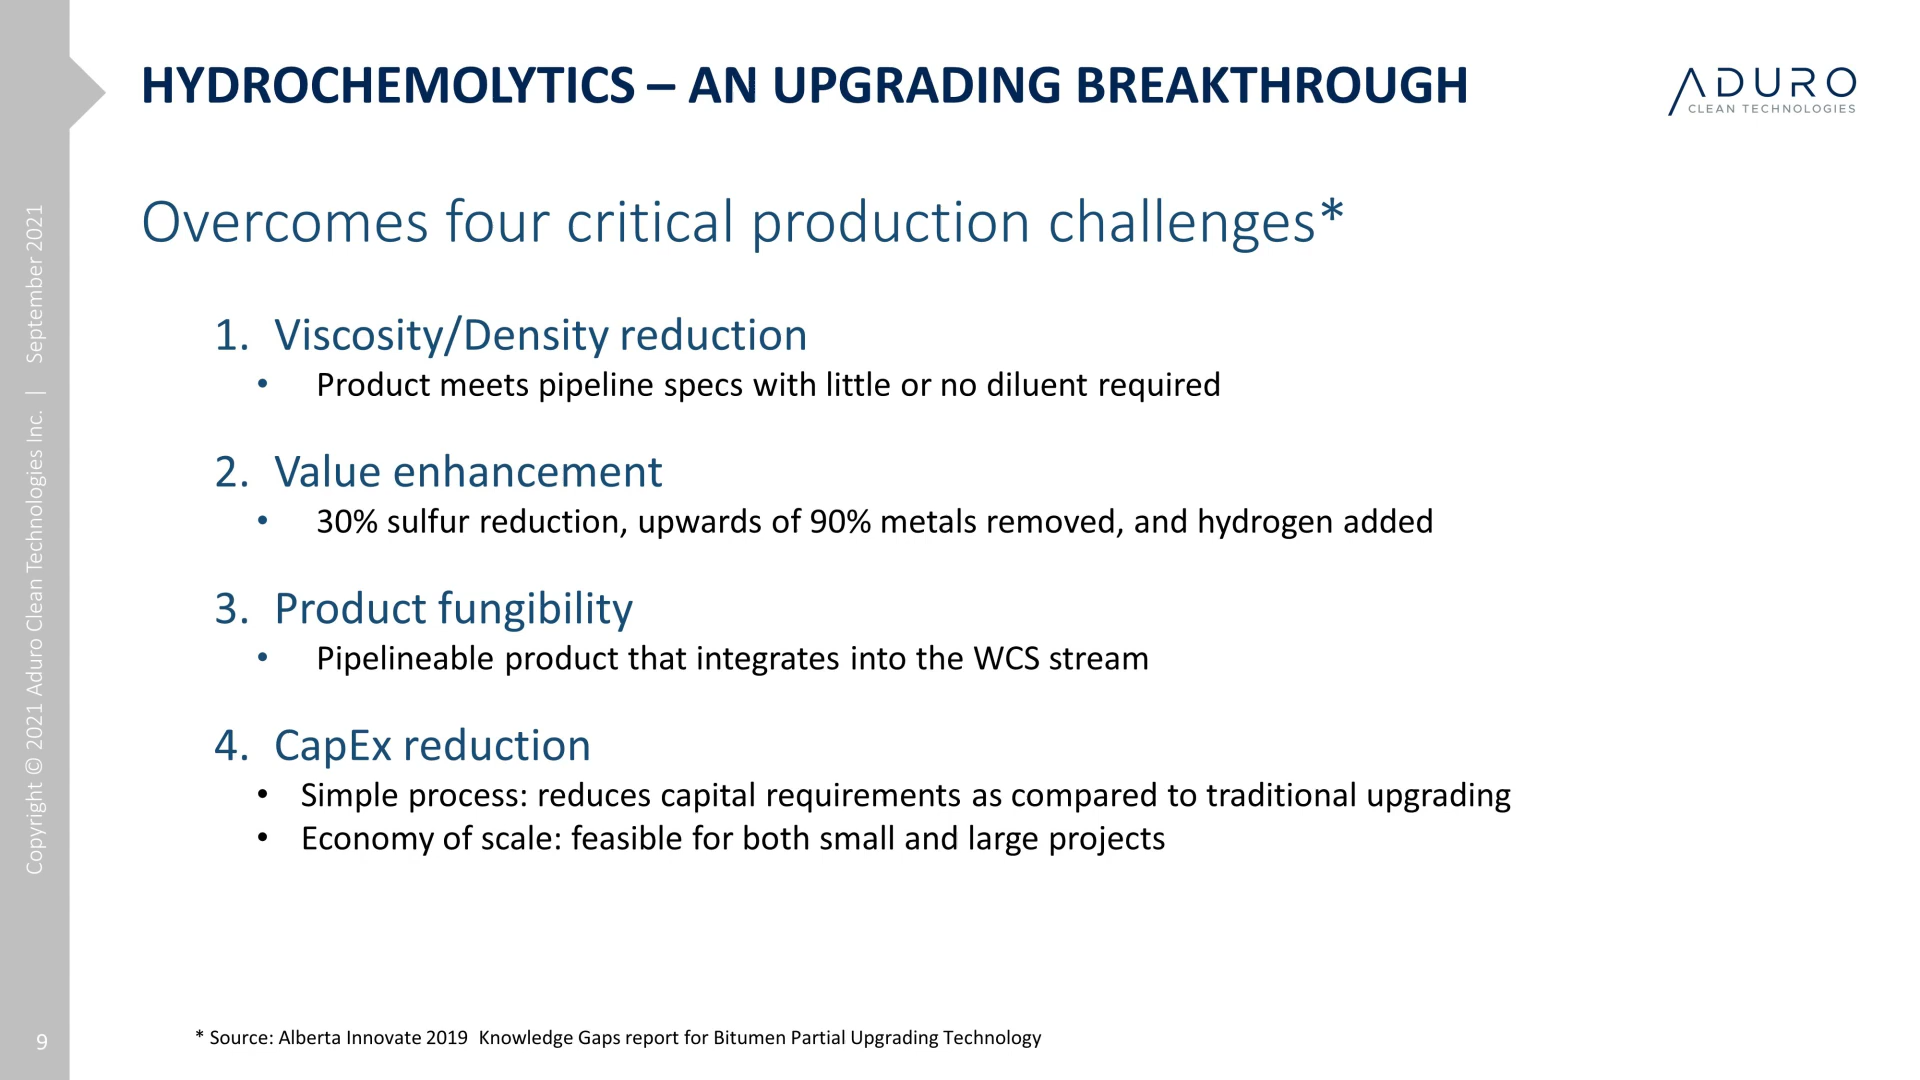 HYDROCHEMOLYTICS – AN UPGRADING BREAKTHROUGH
ADURO
CLEAN TECHNOLOGIES
Overcomes four critical production challenges*
1. Viscosity/Density reduction
• Product meets pipeline specs with little or no diluent required
2. Value enhancement
• 30% sulfur reduction, upwards of 90% metals removed, and hydrogen added
3. Product fungibility
• Pipelineable product that integrates into the WCS stream
4. CapEx reduction
• Simple process: reduces capital requirements as compared to traditional upgrading
• Economy of scale: feasible for both small and large projects
* Source: Alberta Innovate 2019 Knowledge Gaps report for Bitumen Partial Upgrading Technology
Copyright © 2021 Aduro Clean Technologies Inc. | September 2021
9